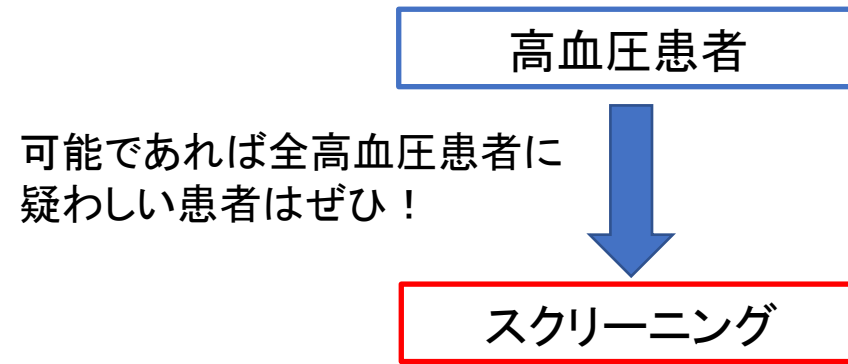 高血圧患者
可能であれば全高血圧患者に
疑わしい患者はぜひ！
スクリーニング